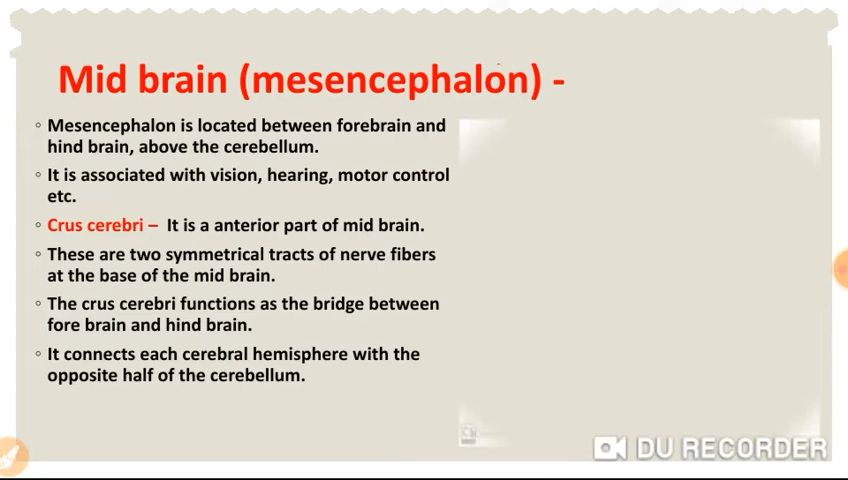 Mid brain (mesencephalon) -
Mesencephalon is located between forebrain and
hind brain, above the cerebellum.
It is associated with vision, hearing, motor control
etc.
Crus cerebri – It is a anterior part of mid brain.
These are two symmetrical tracts of nerve fibers
at the base of the mid brain.
The crus cerebri functions as the bridge between
fore brain and hind brain.
It connects each cerebral hemisphere with the
opposite half of the cerebellum.
DU RECORDER